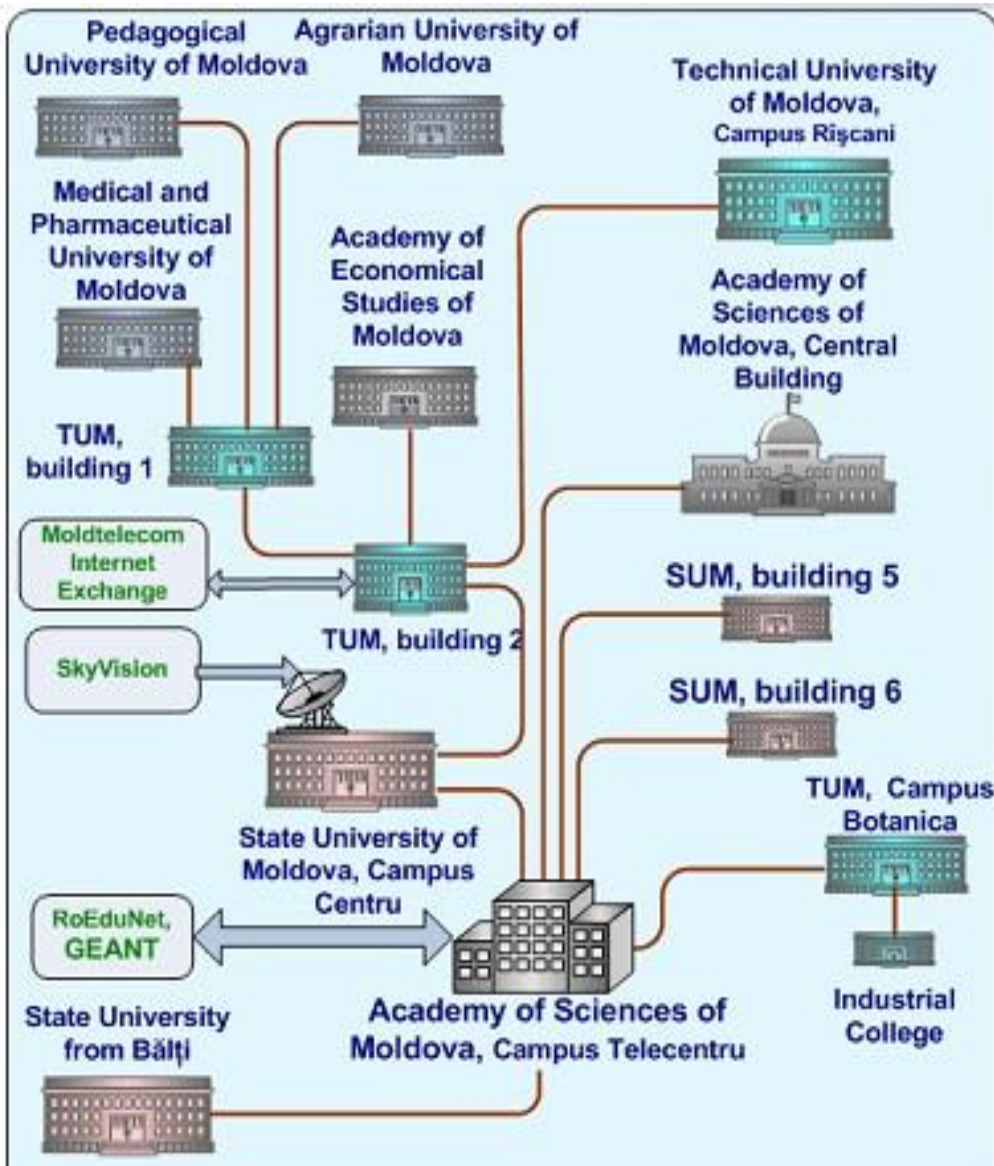 Pedagogical
University of Moldova
Agrarian University of
Moldova
Technical University
of Moldova,
Campus Rîşcani
Medical and
Pharmaceutical
University of
Moldova
Academy of
Economical
Studies of
Moldova
Academy of
Sciences of
Moldova, Central
Building
TUM,
building 1
Moldtelecom
Internet
Exchange
TUM, building 2
SUM, building 5
SkyVision
SUM, building 6
TUM, Campus
Botanica
State University of
Moldova, Campus
Centru
RoEduNet,
GEANT
Industrial
College
Academy of Sciences of
Moldova, Campus Telecentru
State University
from Bălţi